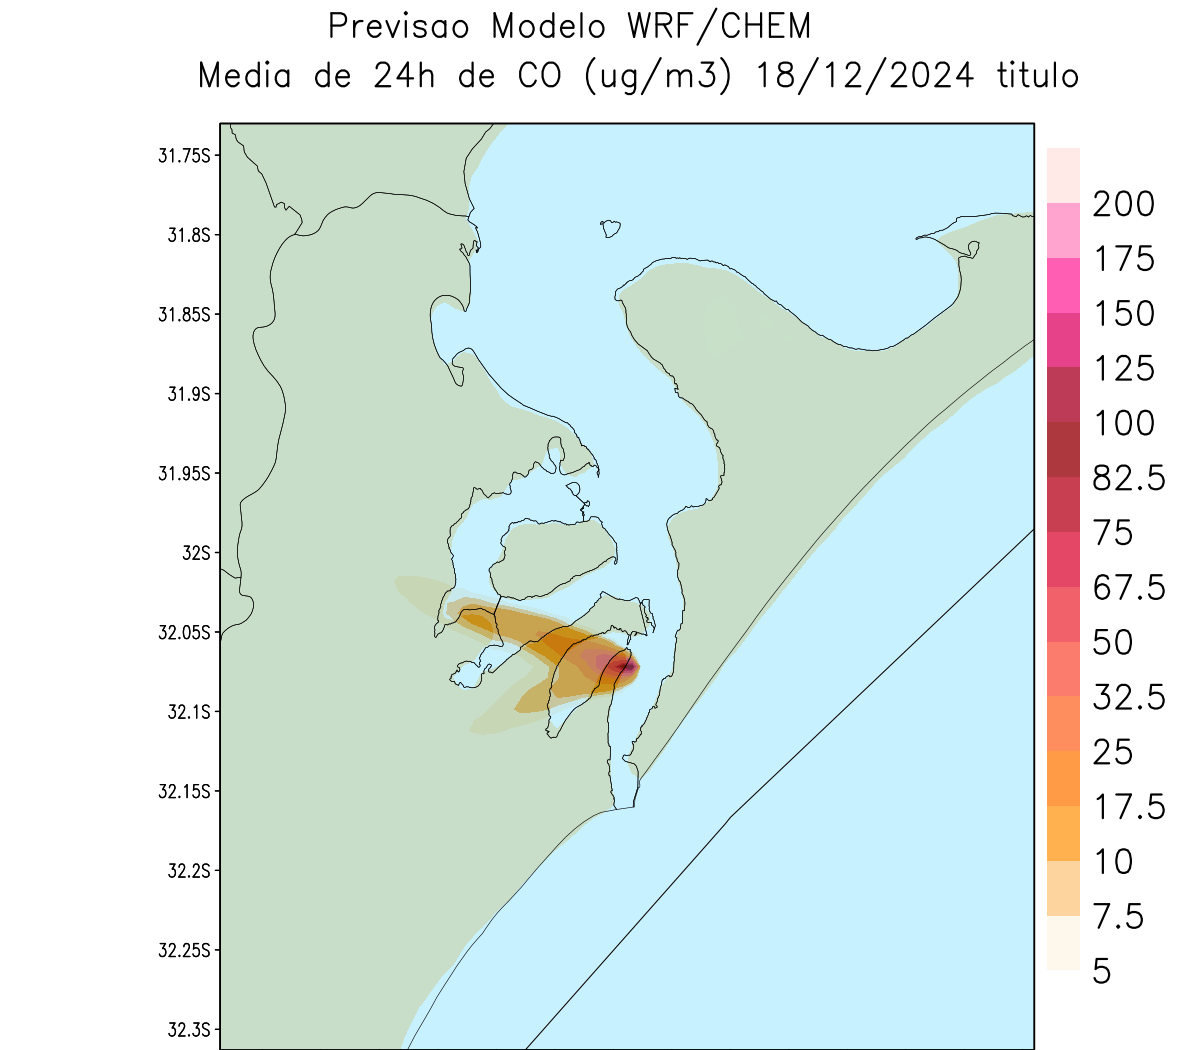 Previsao Modelo WRF/CHEM
Media de 24h de CO (ug/m3) 18/12/2024 titulo
31.75S
31.8S
31.85S
31.9S
31.95S
32S
32.05S
32.1S
32.15S
32.2S
32.25S
32.3S
200
175
150
125
100
82.5
75
67.5
50
32.5
25
17.5
10
7.5
5